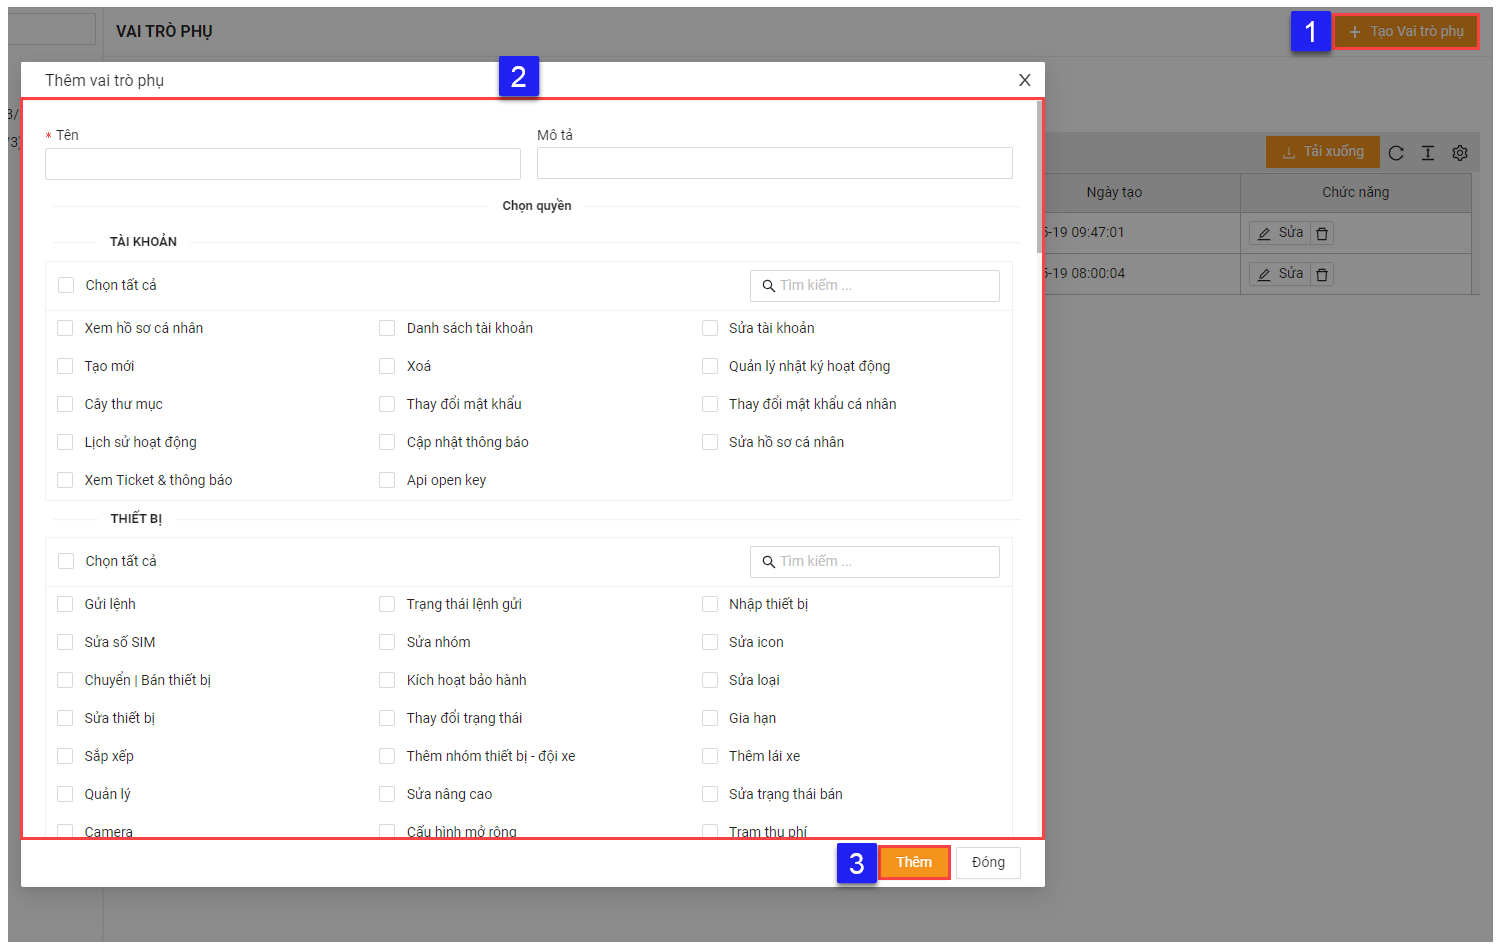 VAI TRÒ PHỤ
1
+ Tạo Vai trò phụ
Thêm vai trò phụ
2
X
* Tên
Mô tả
Tải xuống
Chọn quyền
Ngày tạo
Chức năng
TÀI KHOẢN
5-19 09:47:01
Sửa
Chọn tất cả
Tìm kiếm ...
5-19 08:00:04
Sửa
Xem hồ sơ cá nhân
Danh sách tài khoản
Sửa tài khoản
Tạo mới
Xoá
Quản lý nhật ký hoạt động
Cây thư mục
Thay đổi mật khẩu
Thay đổi mật khẩu cá nhân
Lịch sử hoạt động
Cập nhật thông báo
Sửa hồ sơ cá nhân
Xem Ticket & thông báo
Api open key
THIẾT BỊ
Chọn tất cả
Tìm kiếm ...
Gửi lệnh
Trạng thái lệnh gửi
Nhập thiết bị
Sửa số SIM
Sửa nhóm
Sửa icon
Chuyển | Bán thiết bị
Kích hoạt bảo hành
Sửa loại
Sửa thiết bị
Thay đổi trạng thái
Gia hạn
Sắp xếp
Thêm nhóm thiết bị - đội xe
Thêm lái xe
Quản lý
Sửa nâng cao
Sửa trạng thái bán
Camera
Cấu hình mở rộng
Trạm thu phí
3
Thêm
Đóng